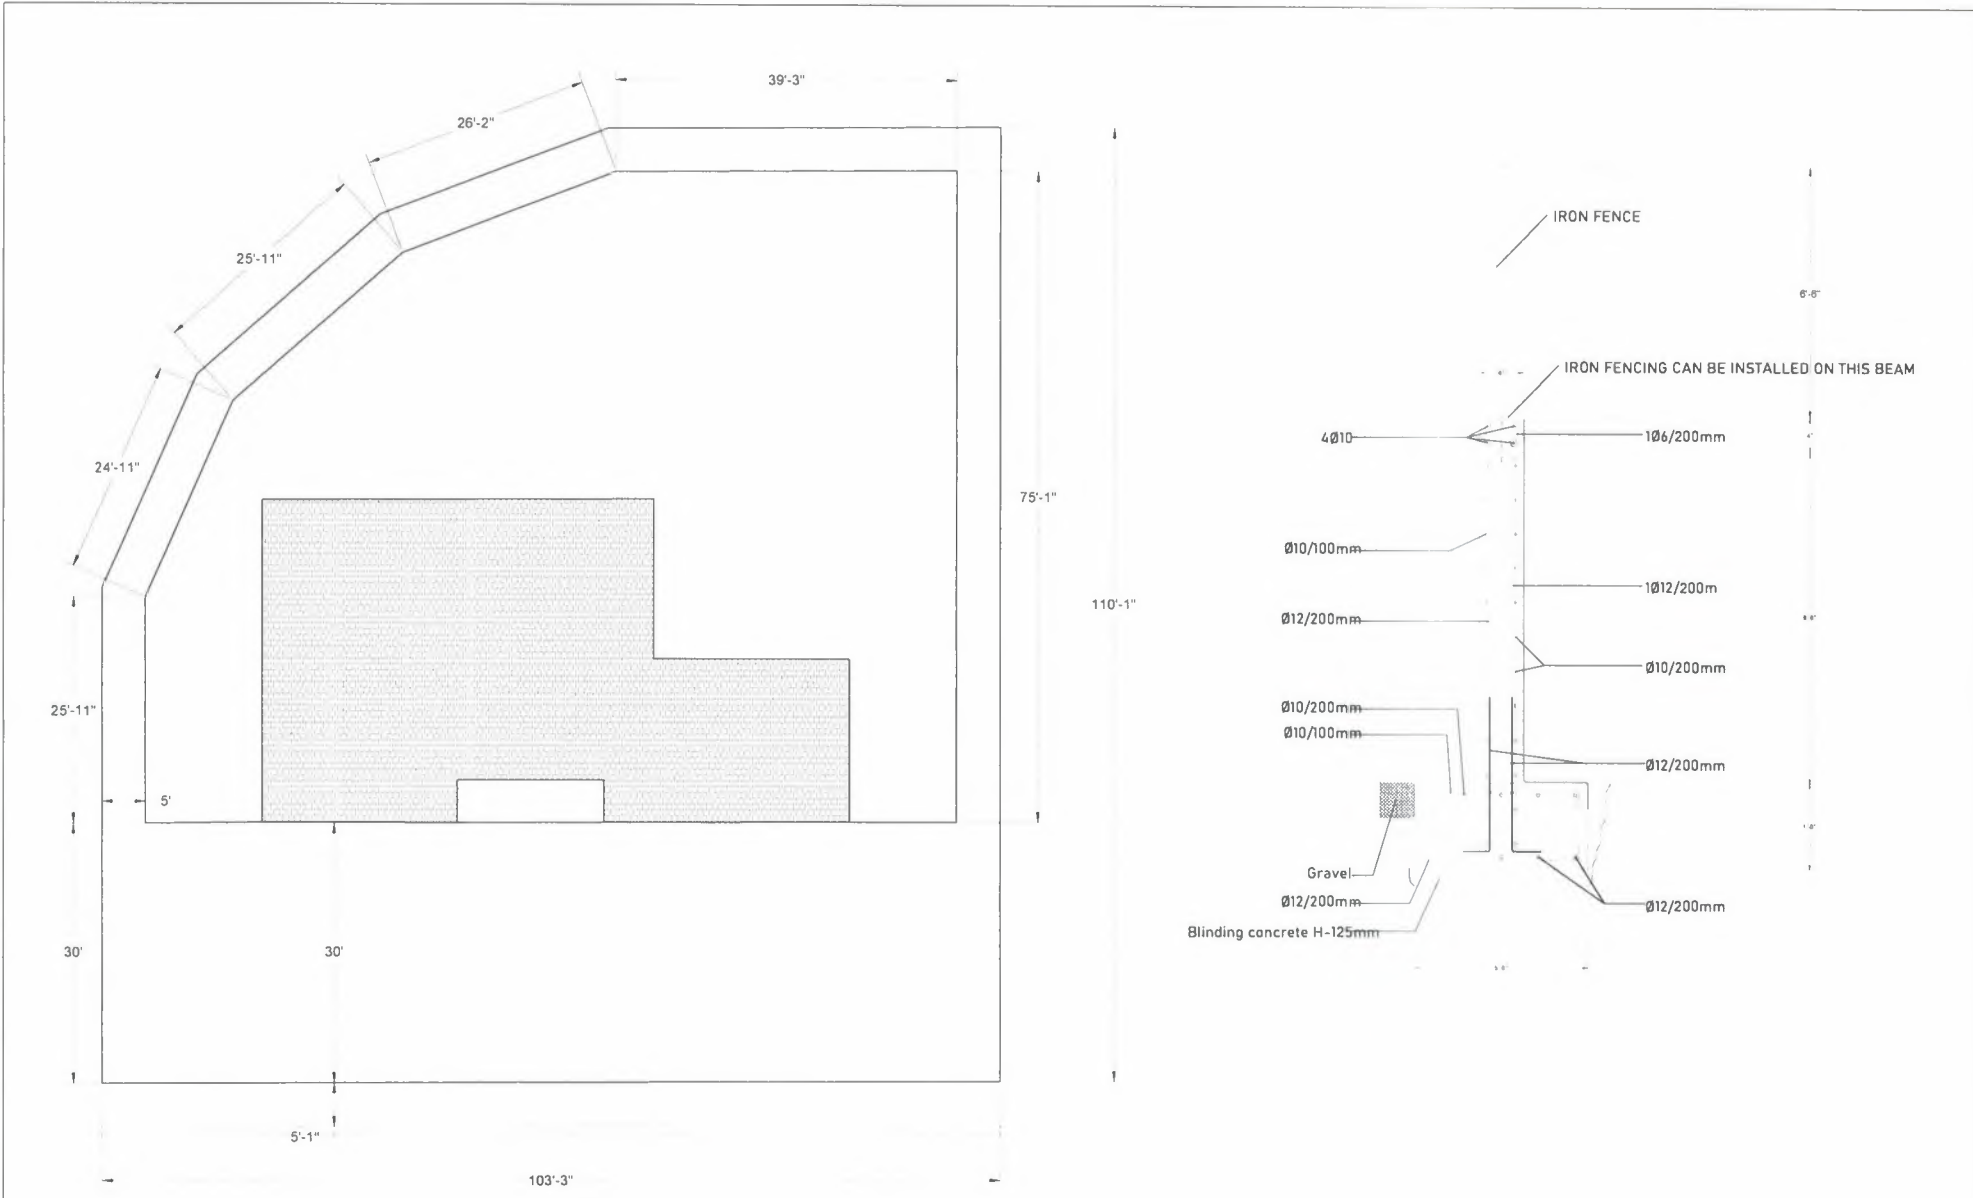 39'-3"
26'-2"
25'-11"
24'-11"
75'-1"
110'-1"
25'-11"
5'
30'
30'
5'-1"
103'-3"
IRON FENCE
6'-6"
IRON FENCING CAN BE INSTALLED ON THIS BEAM
4Ø10
1Ø6/200mm
Ø10/100mm
1Ø12/200m
Ø12/200mm
Ø10/200mm
Ø10/200mm
Ø10/100mm
Ø12/200mm
Gravel
Ø12/200mm
Ø12/200mm
Blinding concrete H-125mm